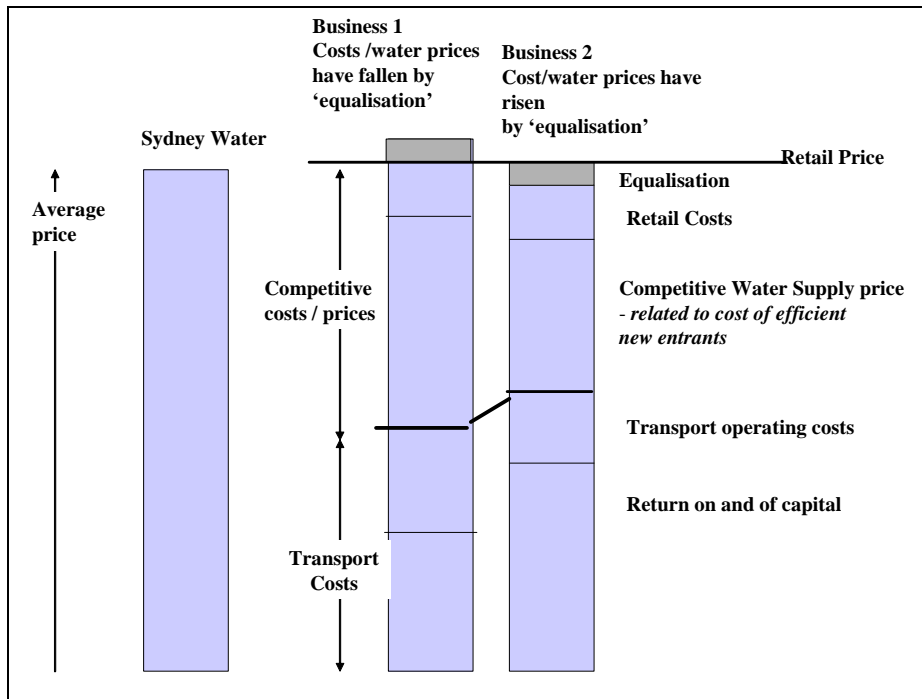 Business 1
Costs /water prices
have fallen by
‘equalisation’
Business 2
Cost/water prices have
risen
by ‘equalisation’
Sydney Water
Retail Price
Equalisation
Average
price
Retail Costs
Competitive
costs / prices
Competitive Water Supply price
- related to cost of efficient
new entrants
Transport operating costs
Return on and of capital
Transport
Costs